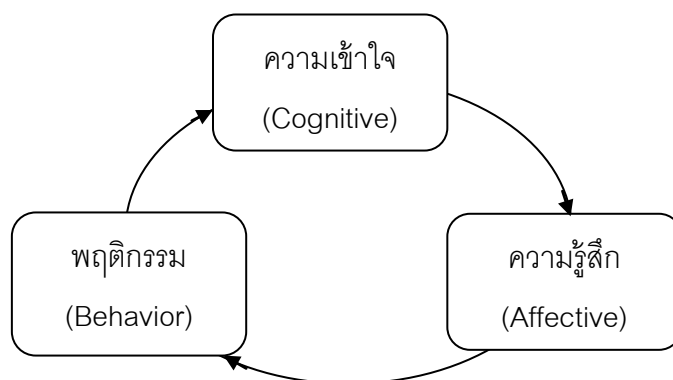 ความเข้าใจ
(Cognitive)
พฤติกรรม
(Behavior)
ความรู้สึก
(Affective)